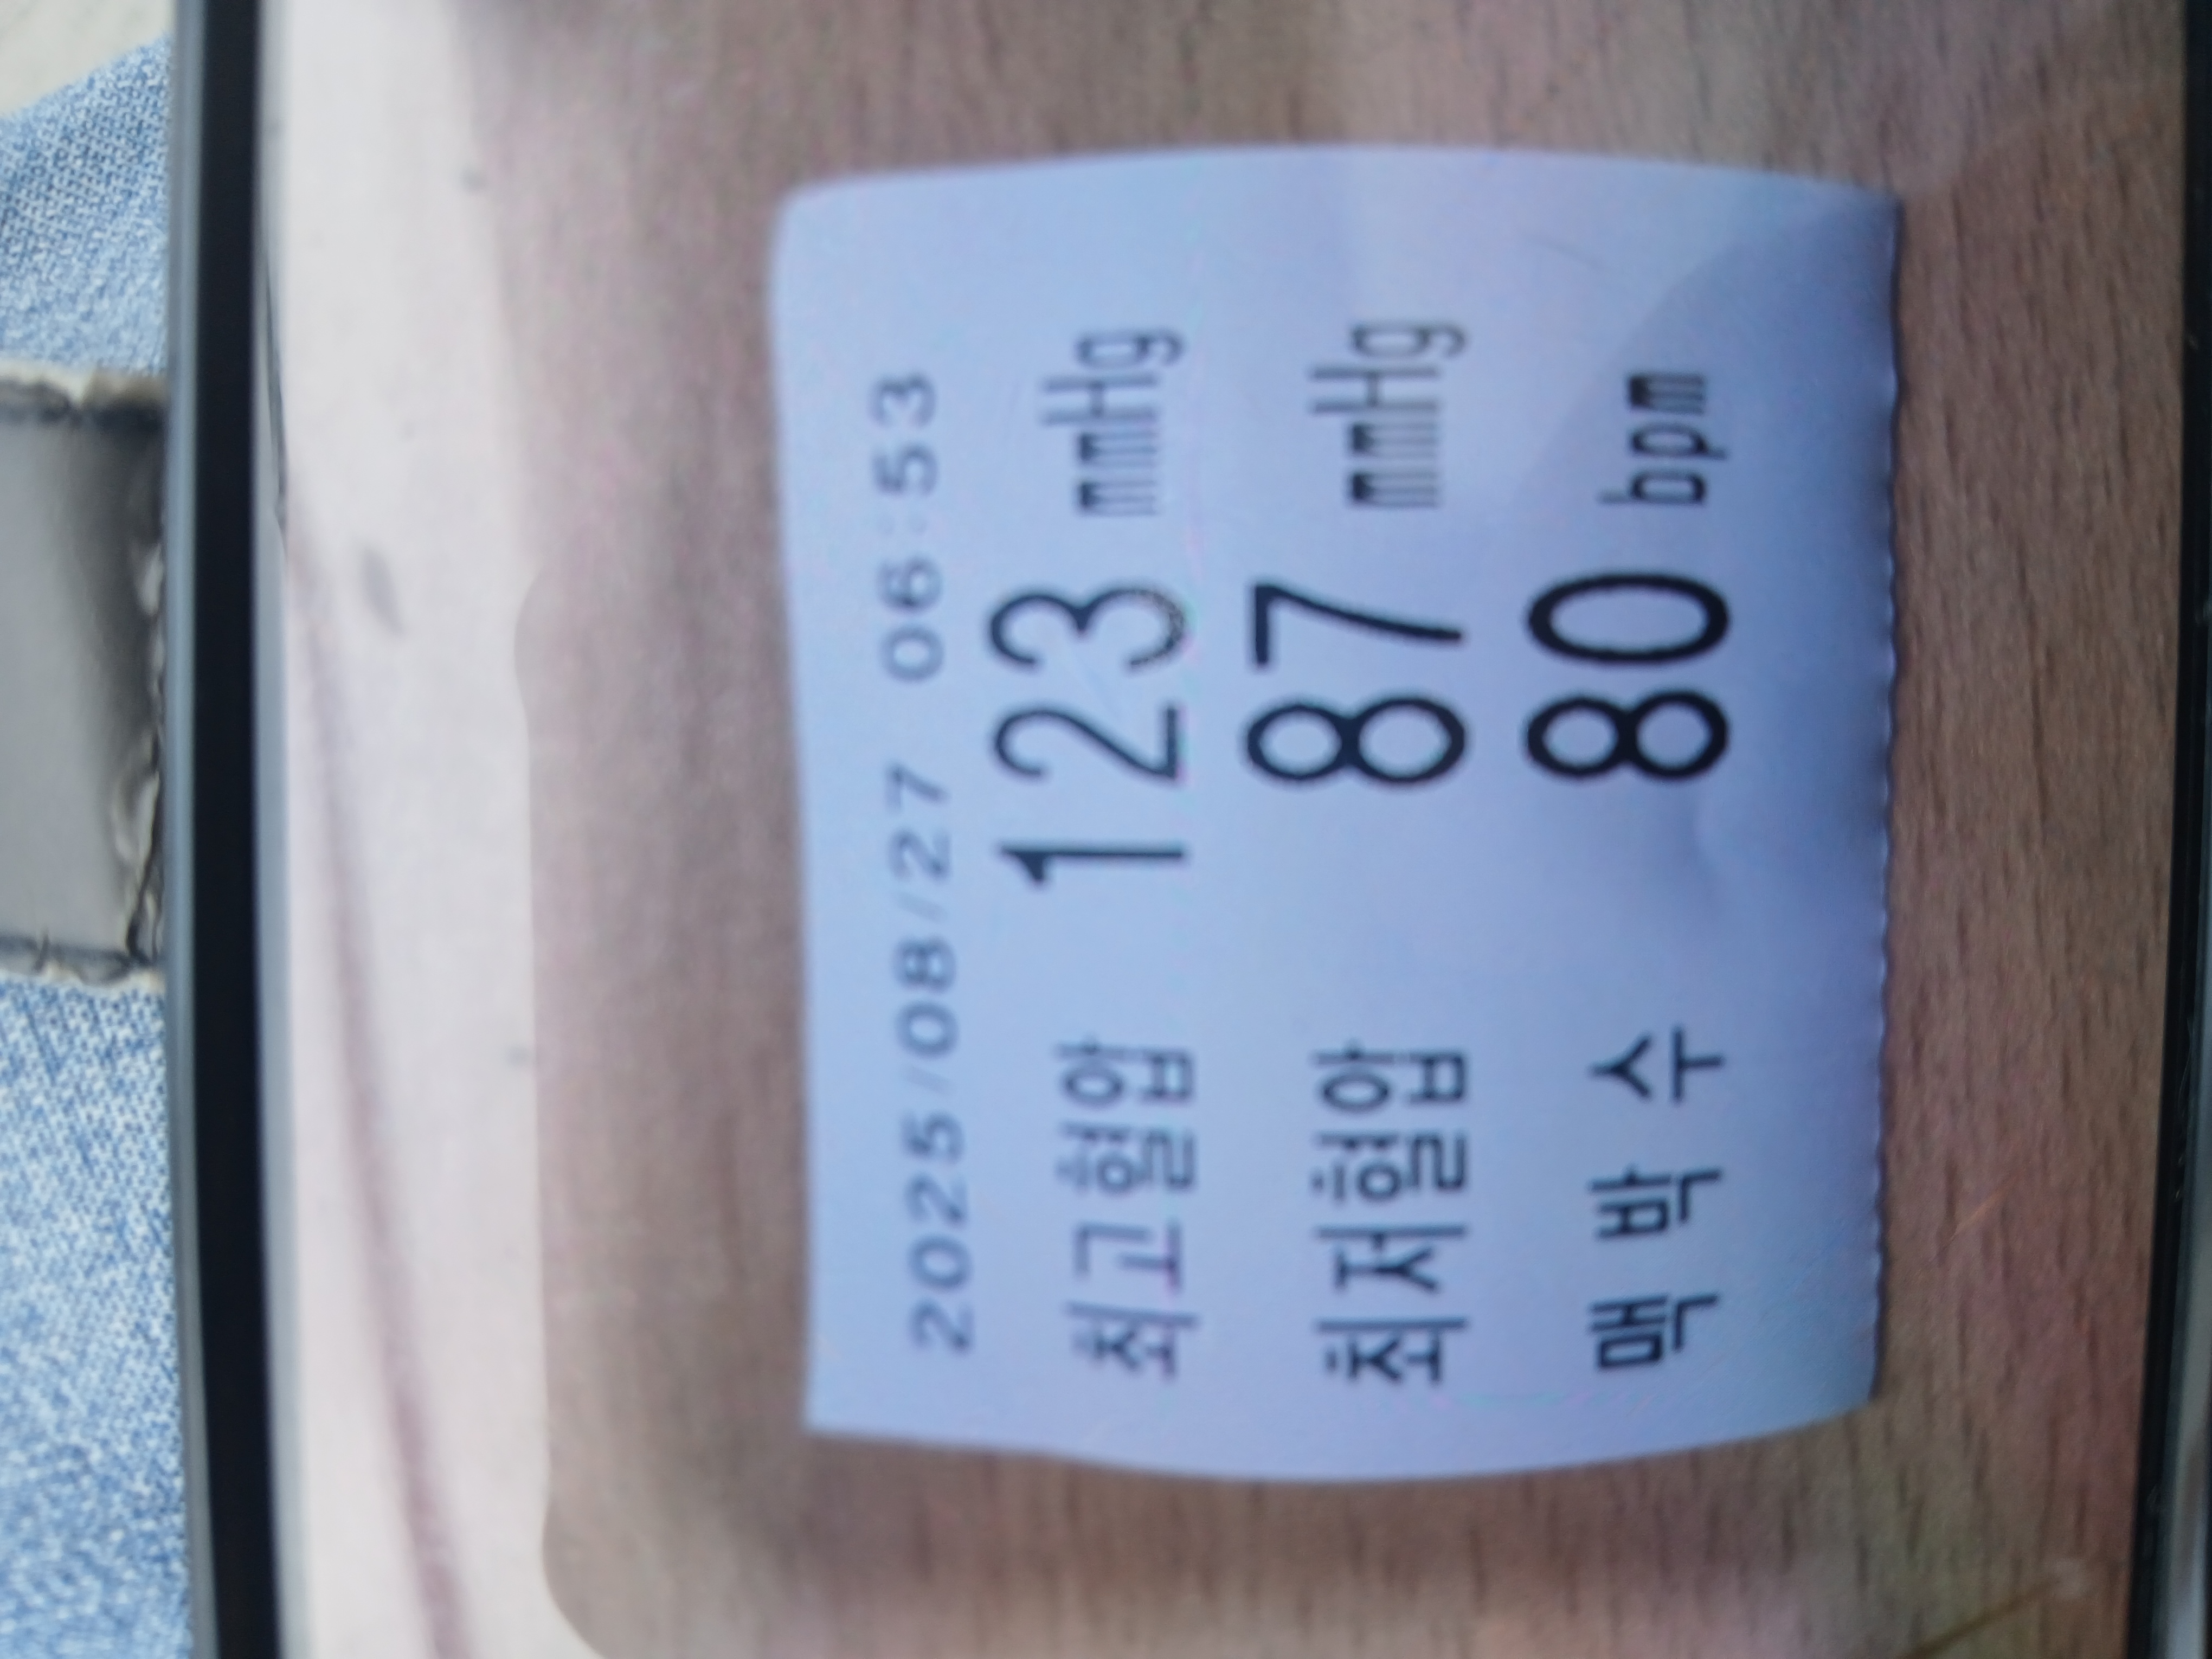 2025/08/27 06:53
최고혈압 123 mmHg
최저혈압 87 mmHg
맥 박 수 80 bpm